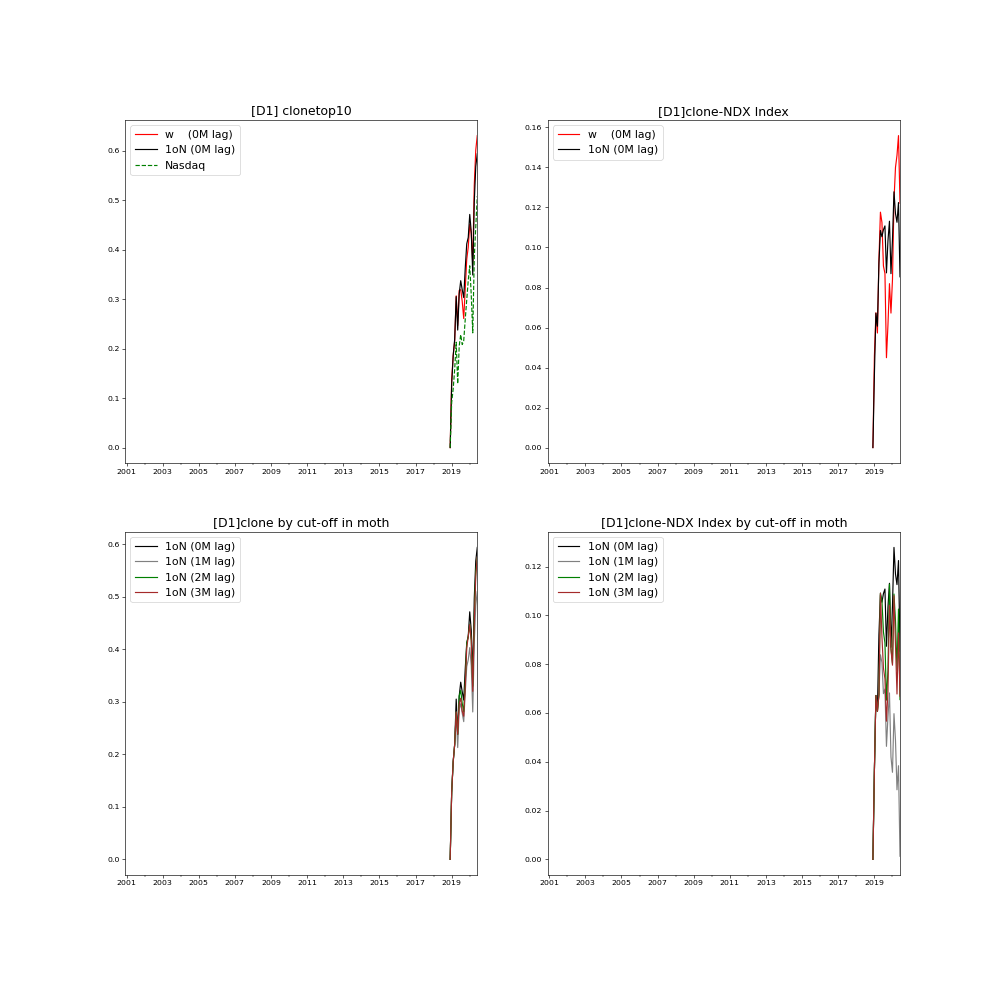 [D1] clonetop10
w    (0M lag)
1oN (0M lag)
Nasdaq
0.6
0.5
0.4
0.3
0.2
0.1
0.0
2001 2003 2005 2007 2009 2011 2013 2015 2017 2019
[D1]clone-NDX Index
w    (0M lag)
1oN (0M lag)
0.16
0.14
0.12
0.10
0.08
0.06
0.04
0.02
0.00
2001 2003 2005 2007 2009 2011 2013 2015 2017 2019
[D1]clone by cut-off in moth
1oN (0M lag)
1oN (1M lag)
1oN (2M lag)
1oN (3M lag)
0.6
0.5
0.4
0.3
0.2
0.1
0.0
2001 2003 2005 2007 2009 2011 2013 2015 2017 2019
[D1]clone-NDX Index by cut-off in moth
1oN (0M lag)
1oN (1M lag)
1oN (2M lag)
1oN (3M lag)
0.12
0.10
0.08
0.06
0.04
0.02
0.00
2001 2003 2005 2007 2009 2011 2013 2015 2017 2019